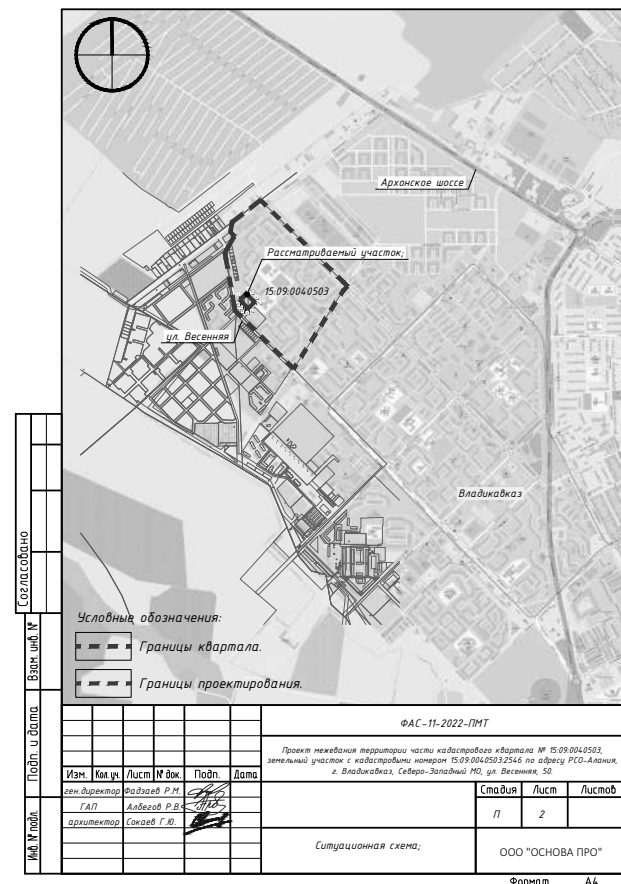 Архонское шоссе
Рассматриваемый участок;
15:09:0040503
ул. Весенняя
Владикавказ
Условные обозначения:
Границы квартала.
Границы проектирования.
Согласовано
Взам. инв. №
Подп. и дата
Инв. № подл.
ФАС-11-2022-ПМТ
Проект межевания территории части кадастрового квартала № 15:09:0040503,
земельный участок с кадастровыми номером 15:09:0040503:2546 по адресу РСО-Алания,
г. Владикавказ, Северо-Западный МО, ул. Весенняя, 50.
Изм. Кол.уч. Лист № док. Подп. Дата
ген.директор Фадзаев Р.М.
ГАП Албегов Р.В.
архитектор Сокаев Г.Ю.
Стадия Лист Листов
П 2
Ситуационная схема;
ООО "ОСНОВА ПРО"
Формат А4